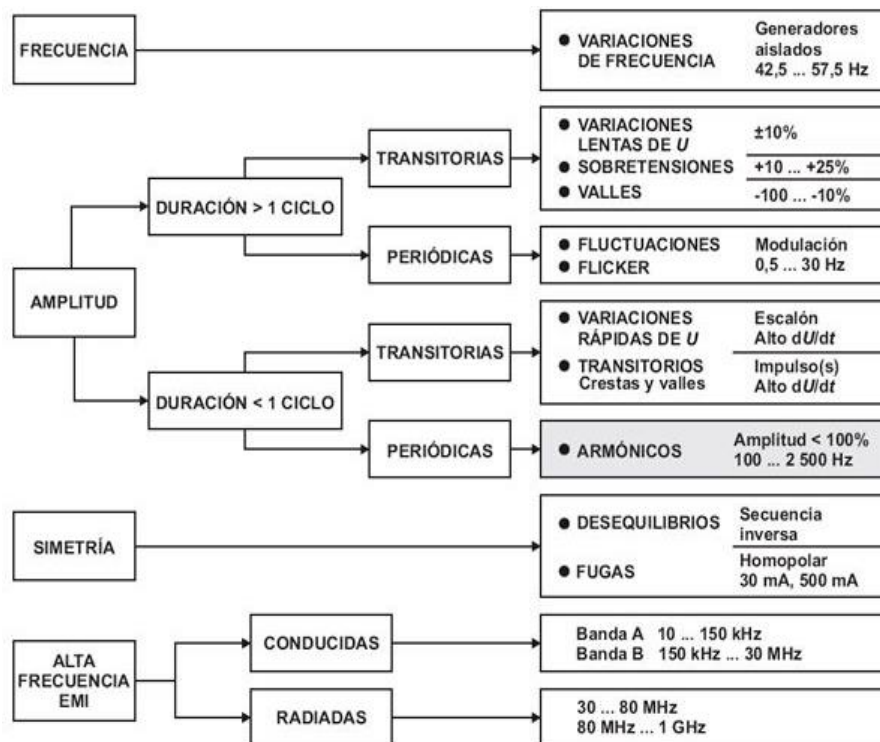 FRECUENCIA
● VARIACIONES
DE FRECUENCIA
Generadores
aislados
42,5 ... 57,5 Hz
AMPLITUD
DURACIÓN > 1 CICLO
TRANSITORIAS
● VARIACIONES
LENTAS DE U
±10%
● SOBRETENSIONES
+10 ... +25%
● VALLES
-100 ... -10%
PERIÓDICAS
● FLUCTUACIONES
● FLICKER
Modulación
0,5 ... 30 Hz
DURACIÓN < 1 CICLO
TRANSITORIAS
● VARIACIONES
RÁPIDAS DE U
Escalón
Alto dU/dt
● TRANSITORIOS
Crestas y valles
Impulso(s)
Alto dU/dt
PERIÓDICAS
● ARMÓNICOS
Amplitud < 100%
100 ... 2 500 Hz
SIMETRÍA
● DESEQUILIBRIOS
Secuencia
inversa
● FUGAS
Homopolar
30 mA, 500 mA
ALTA
FRECUENCIA
EMI
CONDUCIDAS
Banda A 10 ... 150 kHz
Banda B 150 kHz ... 30 MHz
RADIADAS
30 ... 80 MHz
80 MHz ... 1 GHz